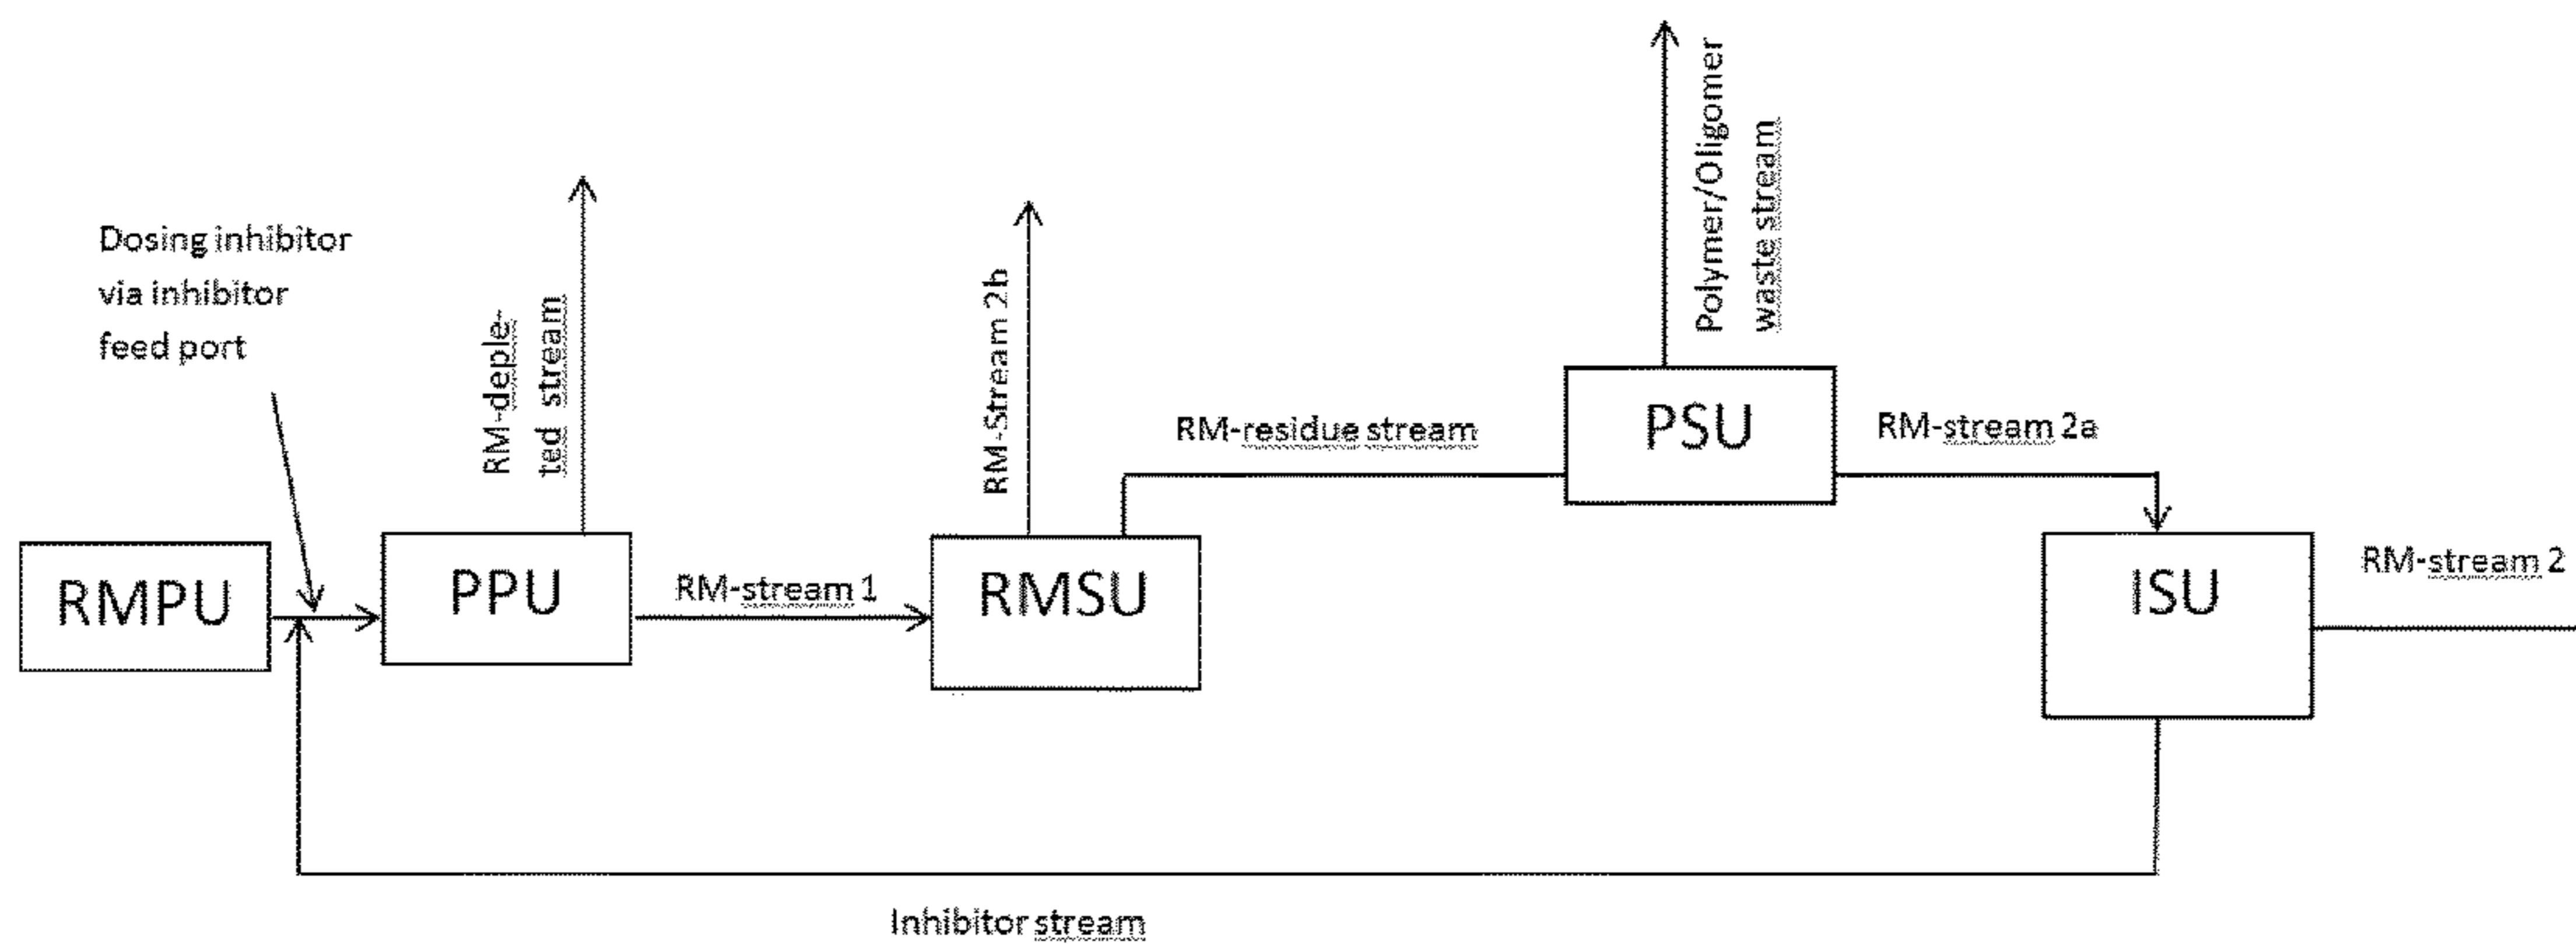 Dosing inhibitor
via inhibitor
feed port
RM-deple-
ted stream
RM-Stream 2b
Polymer/Oligomer
waste stream
RMPU
PPU
RM-stream 1
RMSU
RM-residue stream
PSU
RM-stream 2a
ISU
RM-stream 2
Inhibitor stream